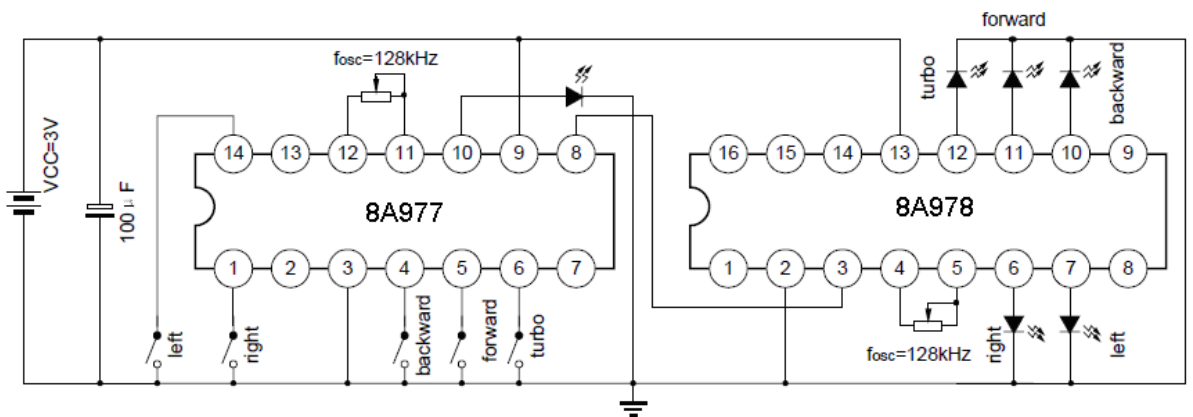 forward
fosc=128kHz
turbo
backward
VCC=3V
100 μF
14 13 12 11 10 9 8
8A977
1 2 3 4 5 6 7
16 15 14 13 12 11 10 9
8A978
1 2 3 4 5 6 7 8
left
right
backward
forward
turbo
fosc=128kHz
right
left